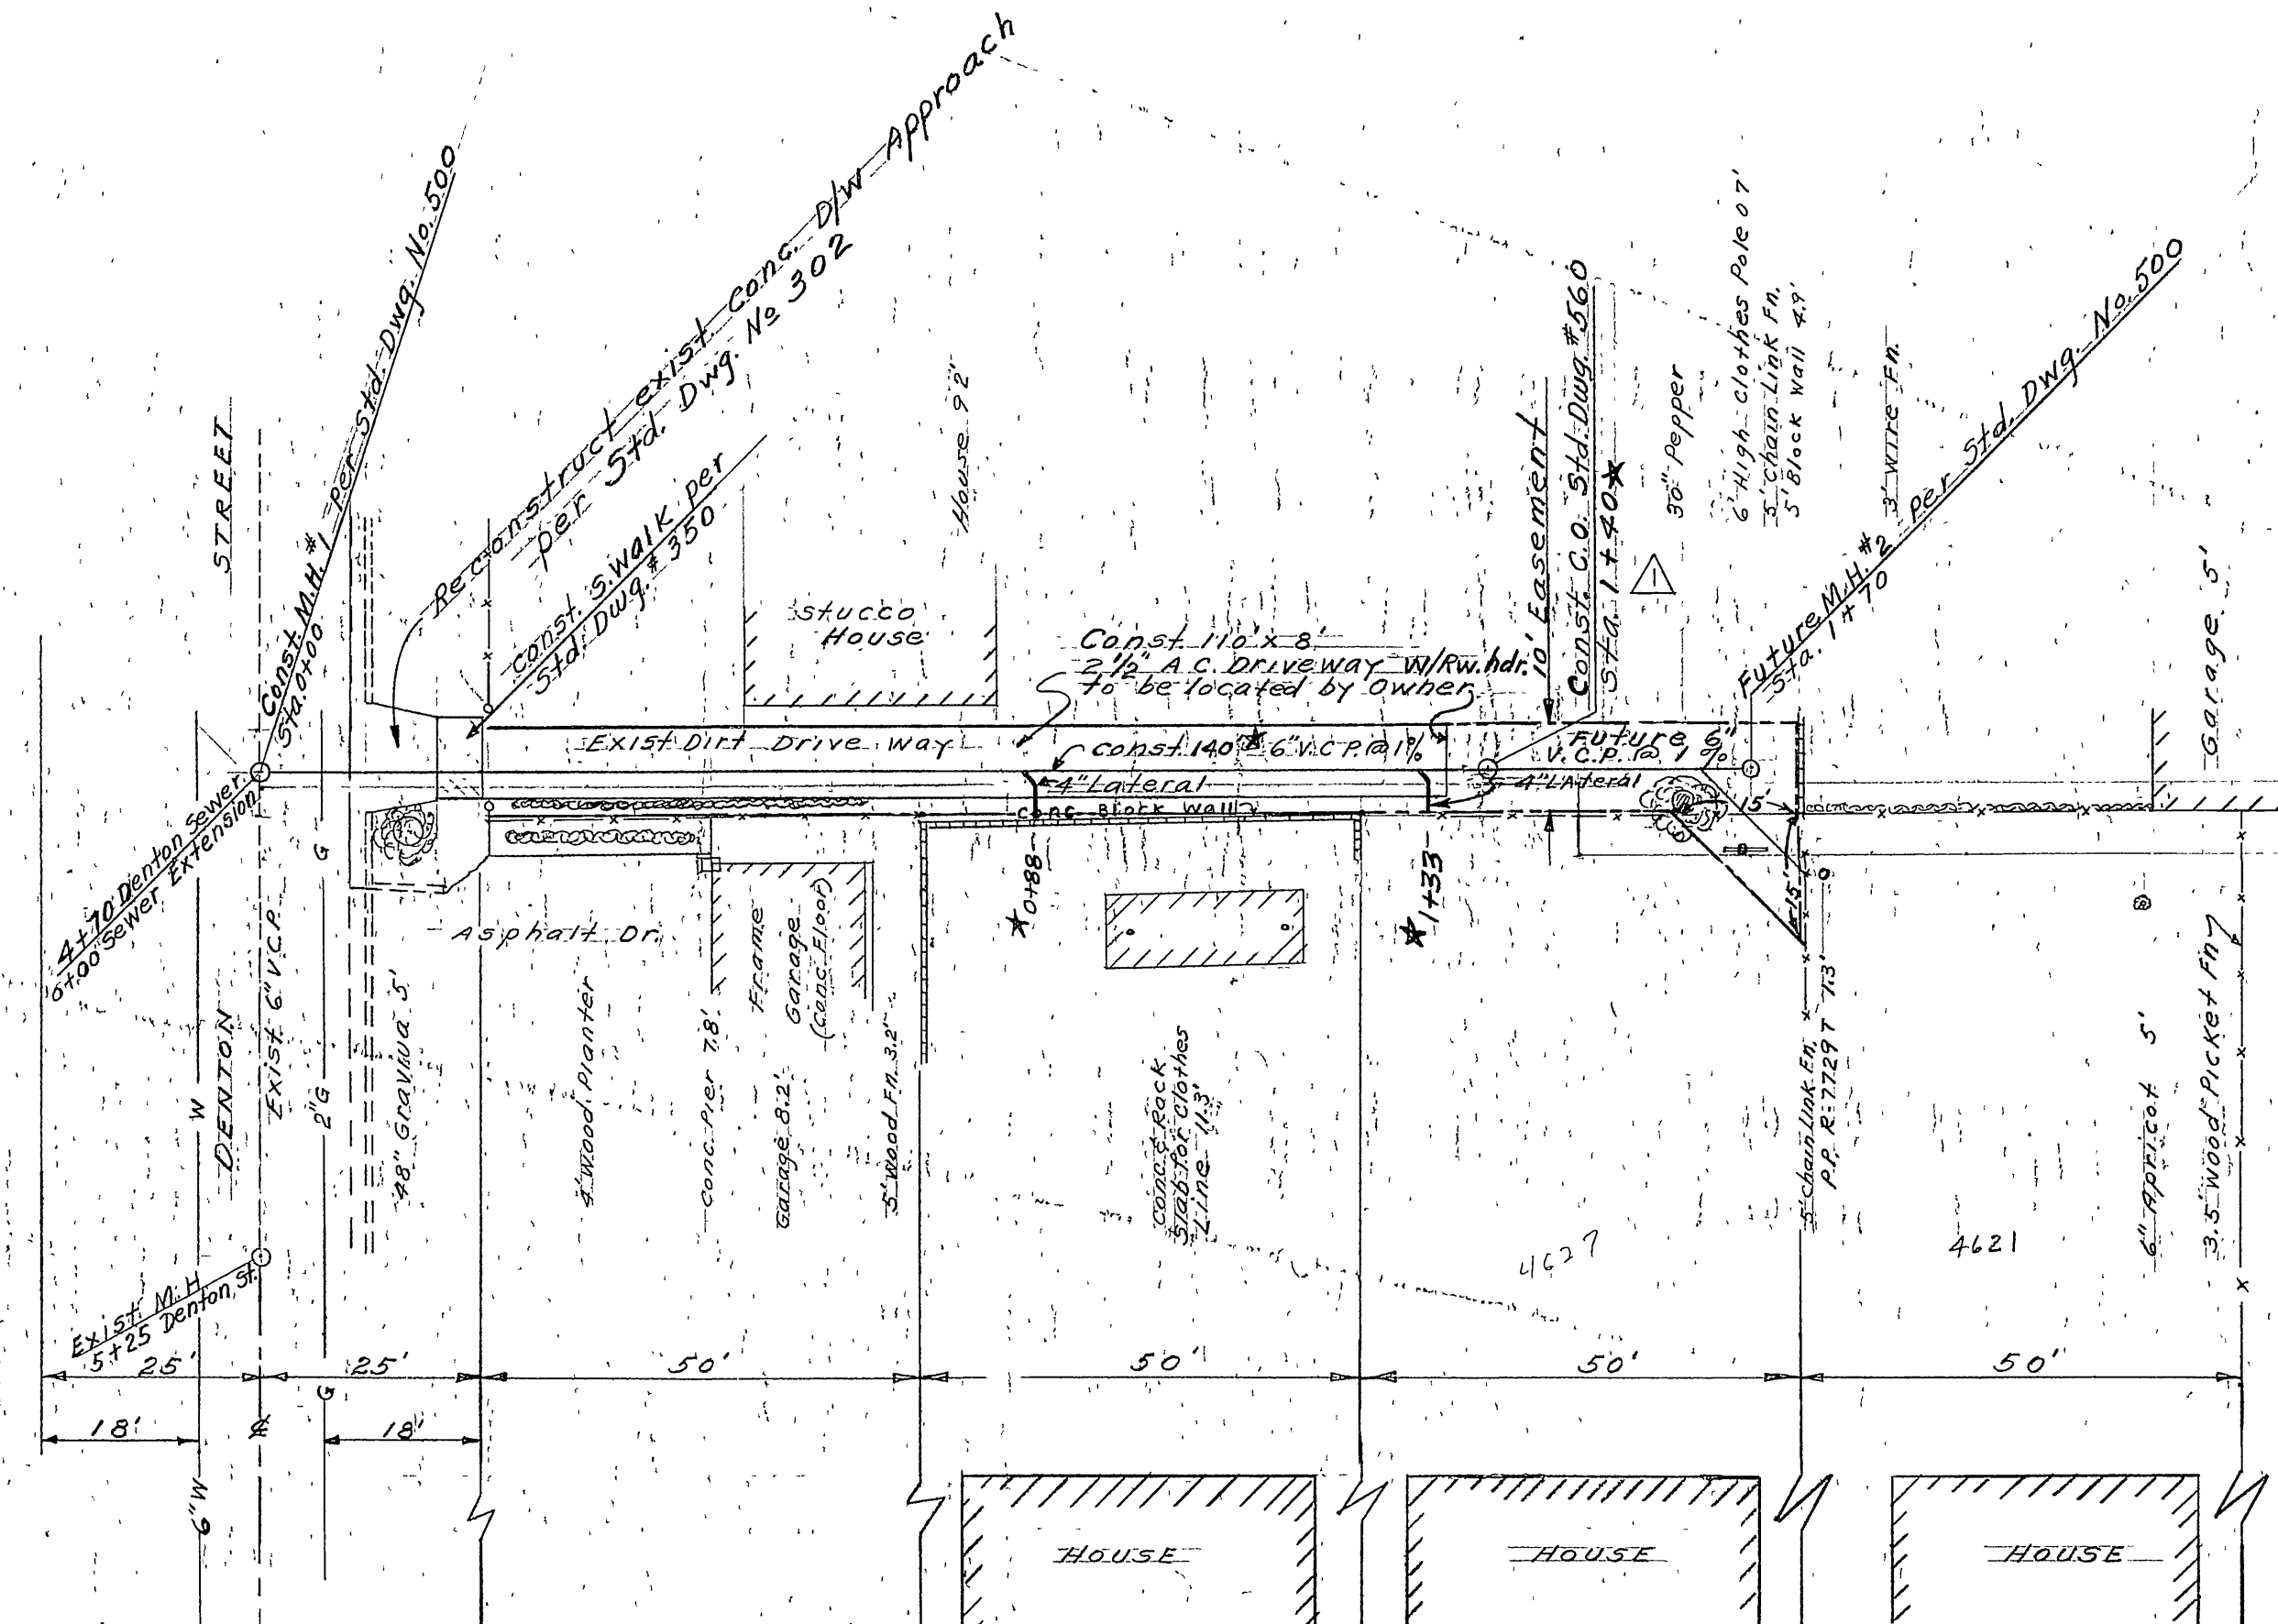 STREET
Const. M.H. #1 per Std. Dwg. No. 500
Sta. 0+00
Reconstruct exist. Conc. D/W Approach
per Std. Dwg. No 302
Const. S.Walk per
Std. Dwg. # 350
Stucco
House
House 9.2'
Const. 110' x 8'
2 1/2" A.C. Driveway W/Rw. hdr.
to be located by Owner
10' Easement
Const. C.O. Std. Dwg. #560
Sta. 1+40★
1
30" Pepper
6' High Clothes Pole 0.7'
5' Chain Link Fn.
5' Block Wall 4.9'
3' Wire Fn.
Future M.H. #2 per Std. Dwg. No. 500
Sta. 1+70
Garage 5'
Exist Dirt Drive way
Const. 140' ★ 6" V.C.P. @ 1%
Future 6"
V.C.P. @ 1%
4" Lateral
4" Lateral
Conc. Block Wall
15'
15'
4+70 Denton Sewer
0+00 Sewer Extension
G
★ 0+88
★ 1+33
Asphalt Dr.
Frame
Garage
(Conc. Floor)
DENTON
Exist 6" V.C.P.
W
2" G
48" Gravilla 5'
4' Wood Planter
Conc. Pier 7.8'
Garage 8.2'
5' Wood Fn. 3.2'
Conc. & Rock
Slab for Clothes
Line 11.3'
5' Chain Link Fn.
P.P. R-77297 7.3'
6" Apricot 5'
3.5' Wood Picket Fn
4627
4621
Exist. M.H.
5+25 Denton St.
25'
25'
50'
50'
50'
50'
G
18'
℄
18'
6" W
HOUSE
HOUSE
HOUSE